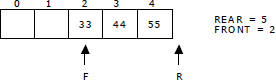 0 1 2 3 4
REAR = 5
33 44 55
FRONT = 2
F R